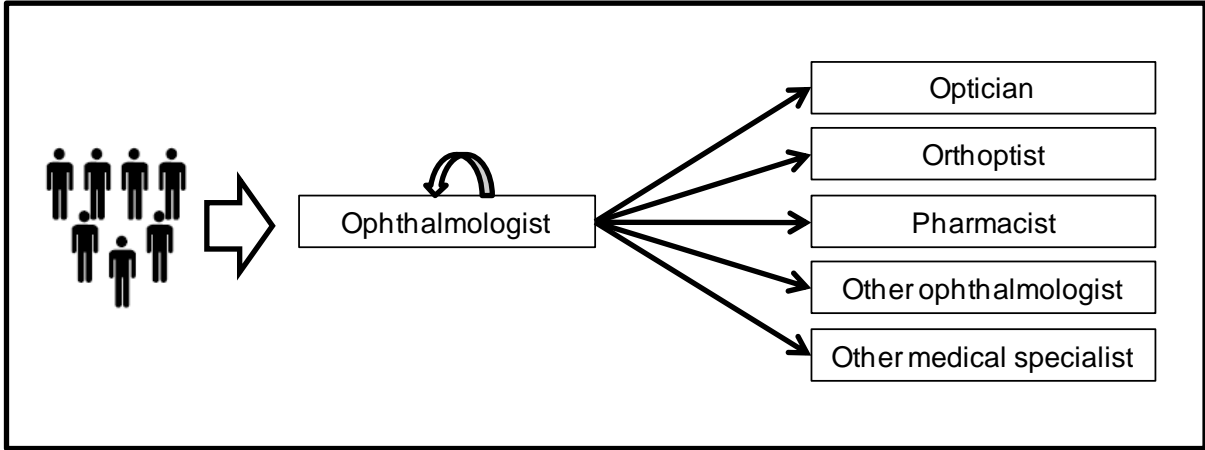 Ophthalmologist
Optician
Orthoptist
Pharmacist
Other ophthalmologist
Other medical specialist